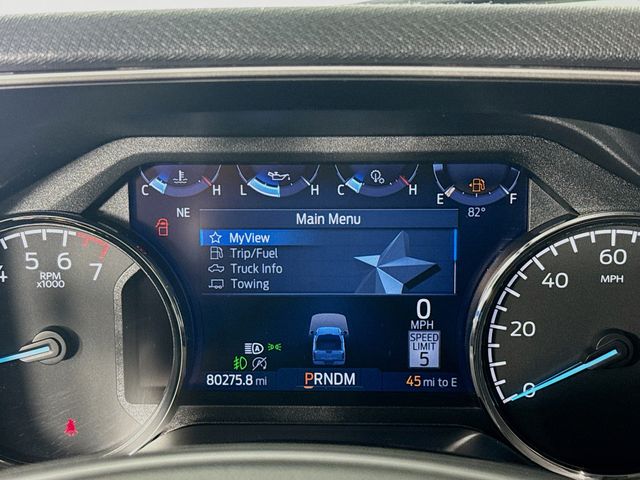 C H L H C H E F
NE
82°
Main Menu
MyView
Trip/Fuel
Truck Info
Towing
4 5 6 7
RPM
x1000
0
MPH
SPEED
LIMIT
5
A
80275.8 mi
PRNDM
45 mi to E
0 20 40 60
MPH